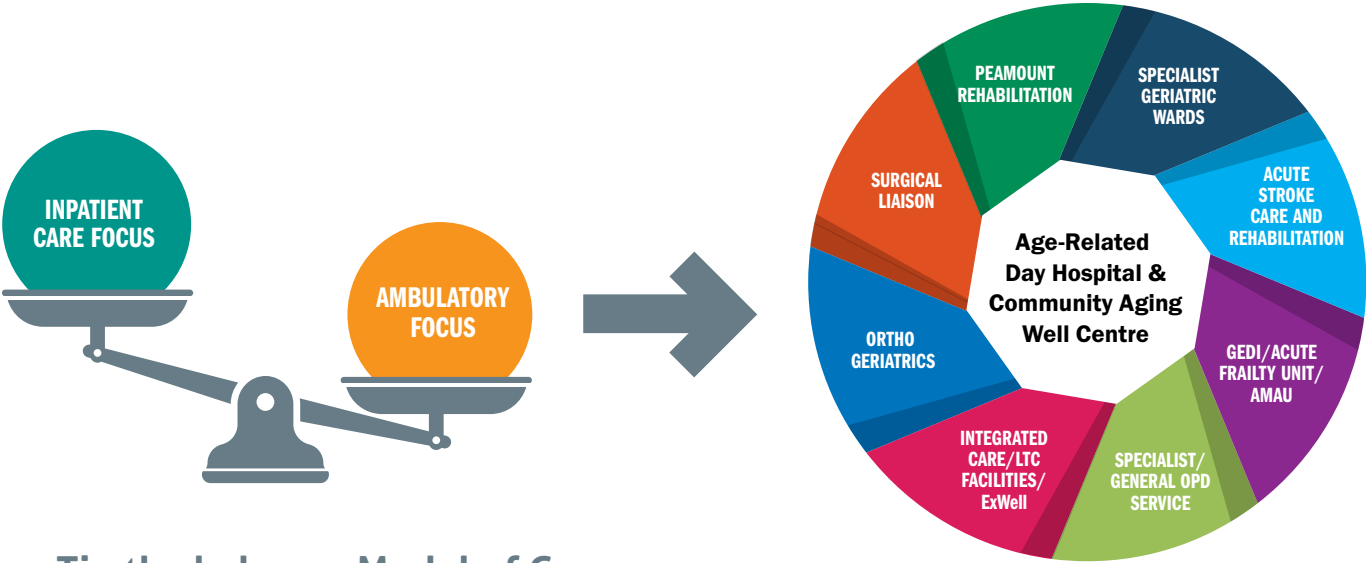 INPATIENT
CARE FOCUS
AMBULATORY
FOCUS
PEAMOUNT
REHABILITATION
SPECIALIST
GERIATRIC
WARDS
ACUTE
STROKE
CARE AND
REHABILITATION
GEDI/ACUTE
FRAILTY UNIT/
AMAU
SPECIALIST/
GENERAL OPD
SERVICE
INTEGRATED
CARE/LTC
FACILITIES/
ExWell
ORTHO
GERIATRICS
SURGICAL
LIAISON
Age-Related
Day Hospital &
Community Aging
Well Centre